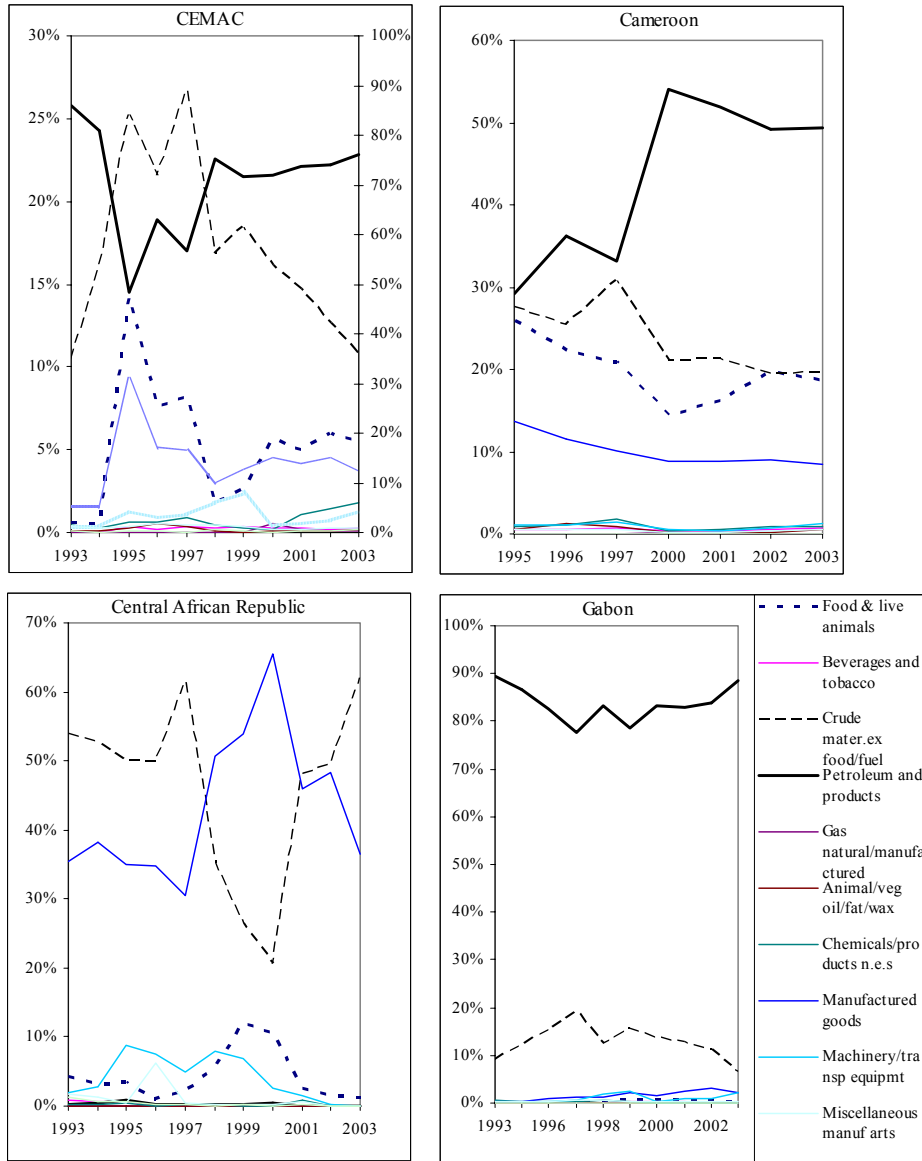 CEMAC
30%
25%
20%
15%
10%
5%
0%
100%
90%
80%
70%
60%
50%
40%
30%
20%
10%
0%
1993
1995
1997
1999
2001
2003
Cameroon
60%
50%
40%
30%
20%
10%
0%
1995
1996
1997
2000
2001
2002
2003
Central African Republic
70%
60%
50%
40%
30%
20%
10%
0%
1993
1995
1997
1999
2001
2003
Gabon
100%
90%
80%
70%
60%
50%
40%
30%
20%
10%
0%
1993
1996
1998
2000
2002
Food & live
animals
Beverages and
tobacco
Crude
mater.ex
food/fuel
Petroleum and
products
Gas
natural/manufa
ctured
Animal/veg
oil/fat/wax
Chemicals/pro
ducts n.e.s
Manufactured
goods
Machinery/tra
nsp equipmt
Miscellaneous
manuf arts